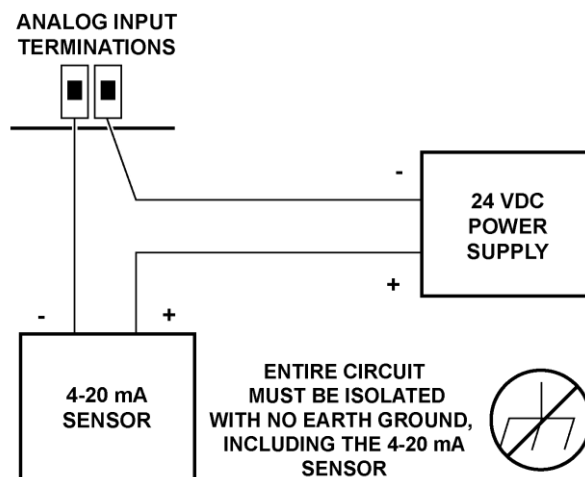 ANALOG INPUT
TERMINATIONS
-
24 VDC
POWER
SUPPLY
+
-
+
4-20 mA
SENSOR
ENTIRE CIRCUIT
MUST BE ISOLATED
WITH NO EARTH GROUND,
INCLUDING THE 4-20 mA
SENSOR